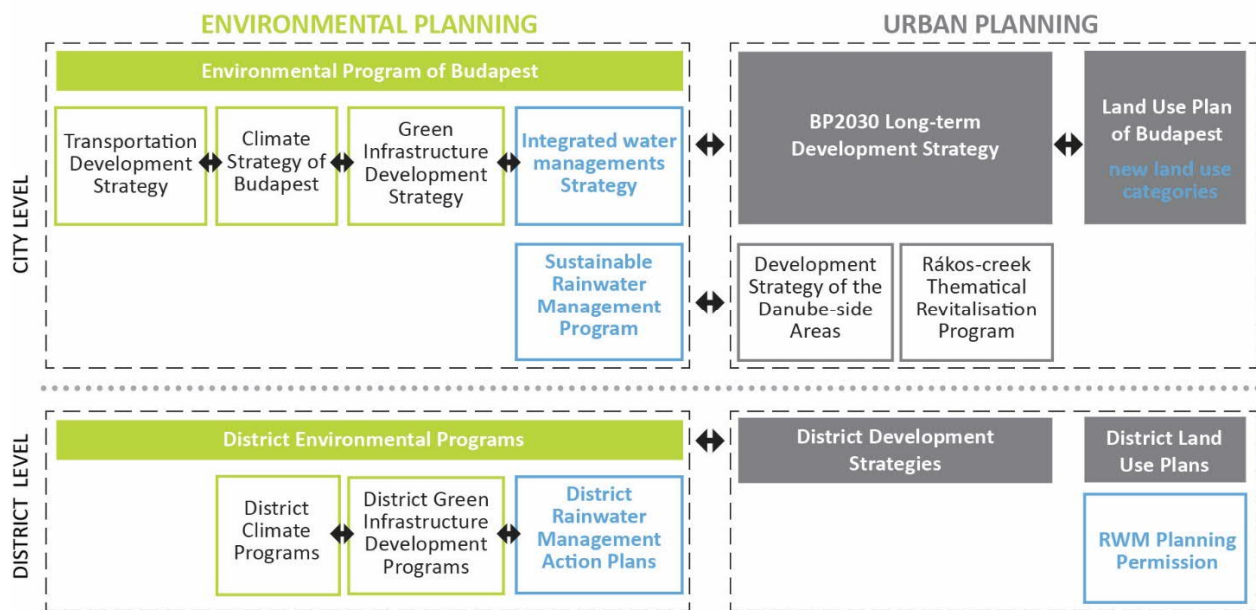 ENVIRONMENTAL PLANNING
URBAN PLANNING
CITY LEVEL
Environmental Program of Budapest
Transportation
Development
Strategy
Climate
Strategy of
Budapest
Green
Infrastructure
Development
Strategy
Integrated water
managements
Strategy
BP2030 Long-term
Development Strategy
Land Use Plan
of Budapest
new land use
categories
Sustainable
Rainwater
Management
Program
Development
Strategy of the
Danube-side
Areas
Rákos-creek
Thematical
Revitalisation
Program
DISTRICT LEVEL
District Environmental Programs
District Development
Strategies
District Land
Use Plans
District
Climate
Programs
District Green
Infrastructure
Development
Programs
District
Rainwater
Management
Action Plans
RWM Planning
Permission